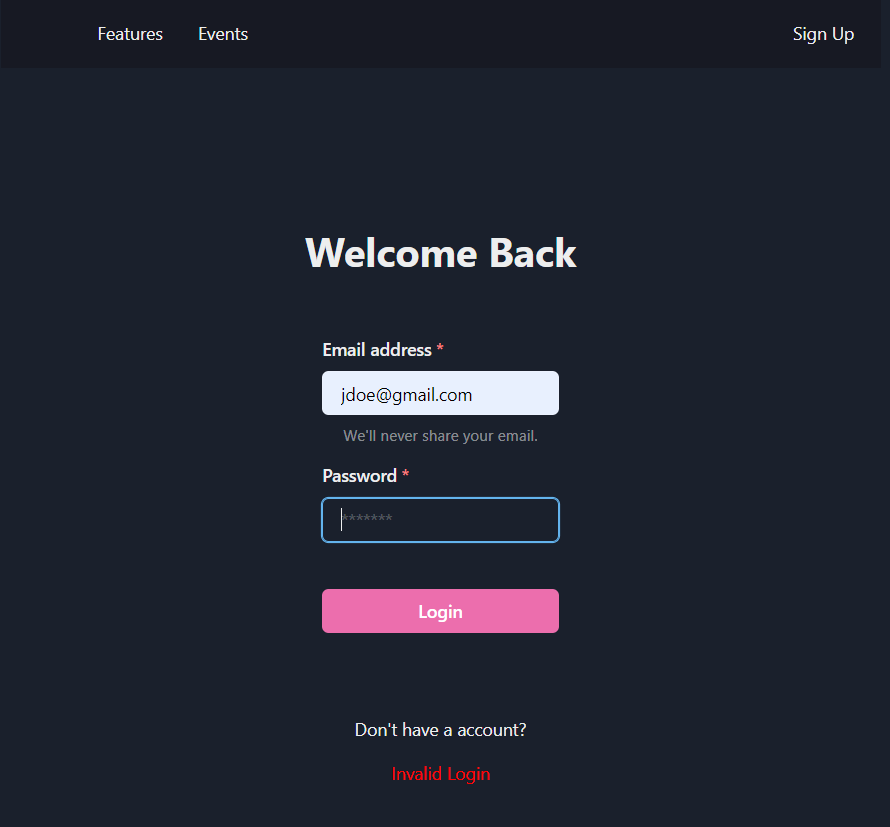 Features Events Sign Up
Welcome Back
Email address *
jdoe@gmail.com
We'll never share your email.
Password *
*******
Login
Don't have a account?
Invalid Login